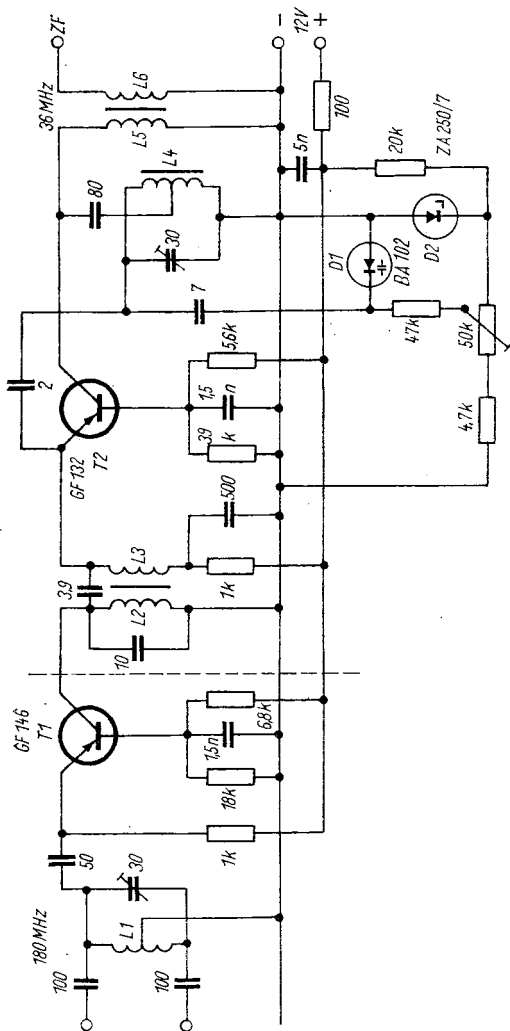 180 MHz
100
100
L1
30
50
GF 146
T1
1k
18k
1,5n
6,8k
10
L2
3,9
L3
1k
500
GF 132
T2
2
39
k
1,5
n
5,6k
7
30
80
L4
36 MHz
L5
L6
ZF
–
12V
+
5n
100
D1
BA 102
47k
50k
4,7k
D2
20k
ZA 250/7